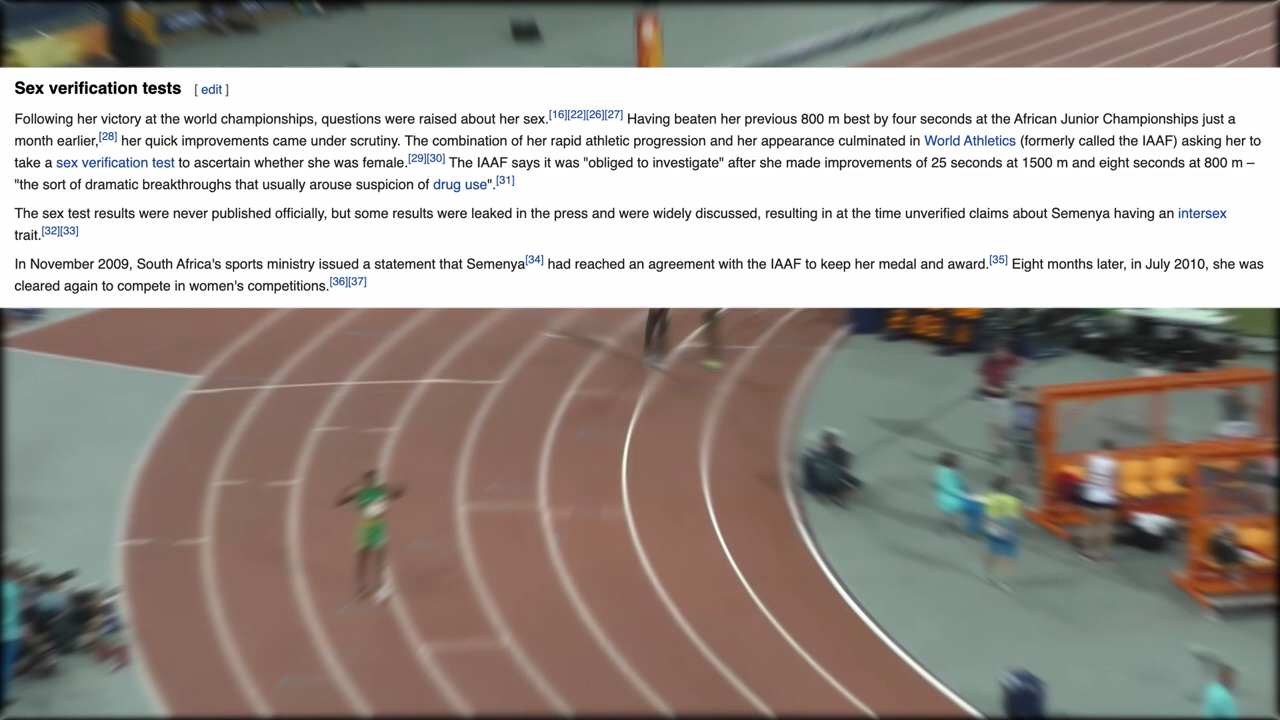 Sex verification tests [ edit ]
Following her victory at the world championships, questions were raised about her sex.[16][22][26][27] Having beaten her previous 800 m best by four seconds at the African Junior Championships just a
month earlier,[28] her quick improvements came under scrutiny. The combination of her rapid athletic progression and her appearance culminated in World Athletics (formerly called the IAAF) asking her to
take a sex verification test to ascertain whether she was female.[29][30] The IAAF says it was "obliged to investigate" after she made improvements of 25 seconds at 1500 m and eight seconds at 800 m –
"the sort of dramatic breakthroughs that usually arouse suspicion of drug use".[31]
The sex test results were never published officially, but some results were leaked in the press and were widely discussed, resulting in at the time unverified claims about Semenya having an intersex
trait.[32][33]
In November 2009, South Africa's sports ministry issued a statement that Semenya[34] had reached an agreement with the IAAF to keep her medal and award.[35] Eight months later, in July 2010, she was
cleared again to compete in women's competitions.[36][37]